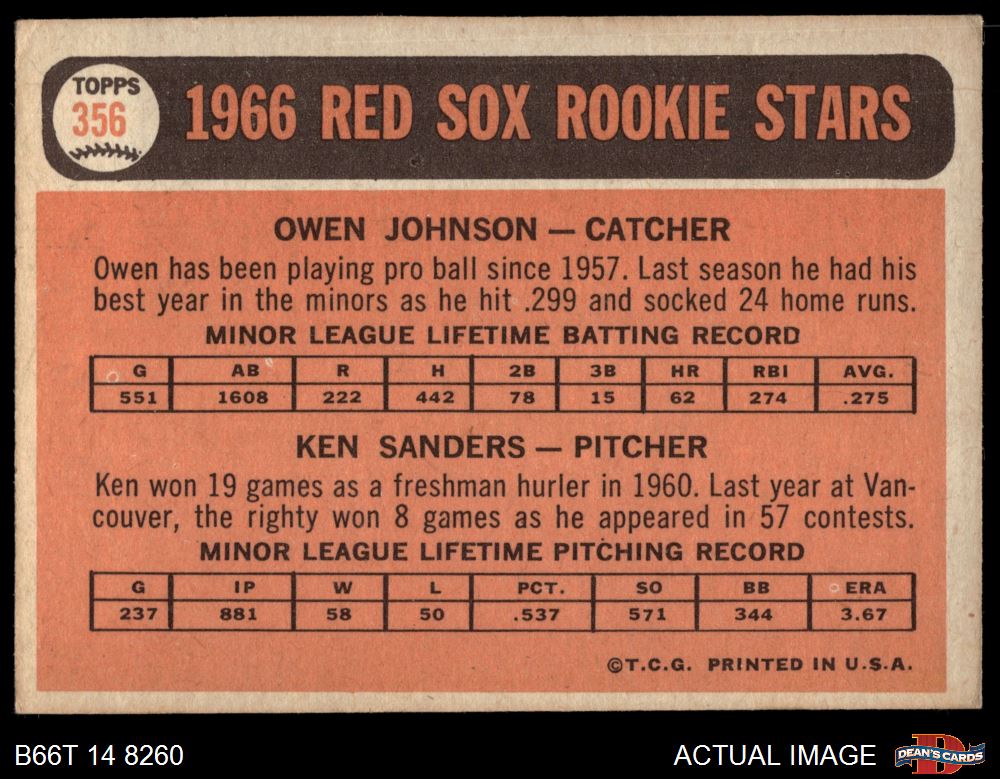 TOPPS
356
1966 RED SOX ROOKIE STARS
OWEN JOHNSON — CATCHER
Owen has been playing pro ball since 1957. Last season he had his
best year in the minors as he hit .299 and socked 24 home runs.
MINOR LEAGUE LIFETIME BATTING RECORD
G AB R H 2B 3B HR RBI AVG.
551 1608 222 442 78 15 62 274 .275
KEN SANDERS — PITCHER
Ken won 19 games as a freshman hurler in 1960. Last year at Van-
couver, the righty won 8 games as he appeared in 57 contests.
MINOR LEAGUE LIFETIME PITCHING RECORD
G IP W L PCT. SO BB ERA
237 881 58 50 .537 571 344 3.67
©T.C.G. PRINTED IN U.S.A.
B66T 14 8260
ACTUAL IMAGE
D
DEAN'S CARDS